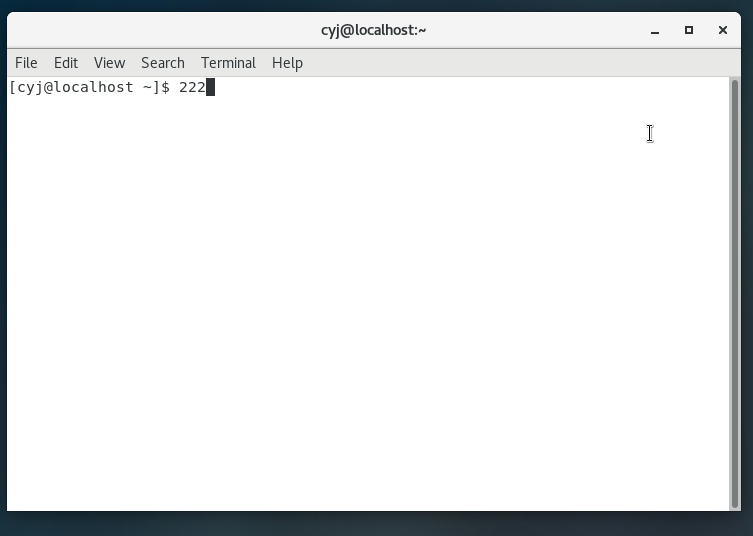 cyj@localhost:~
File Edit View Search Terminal Help
[cyj@localhost ~]$ 222